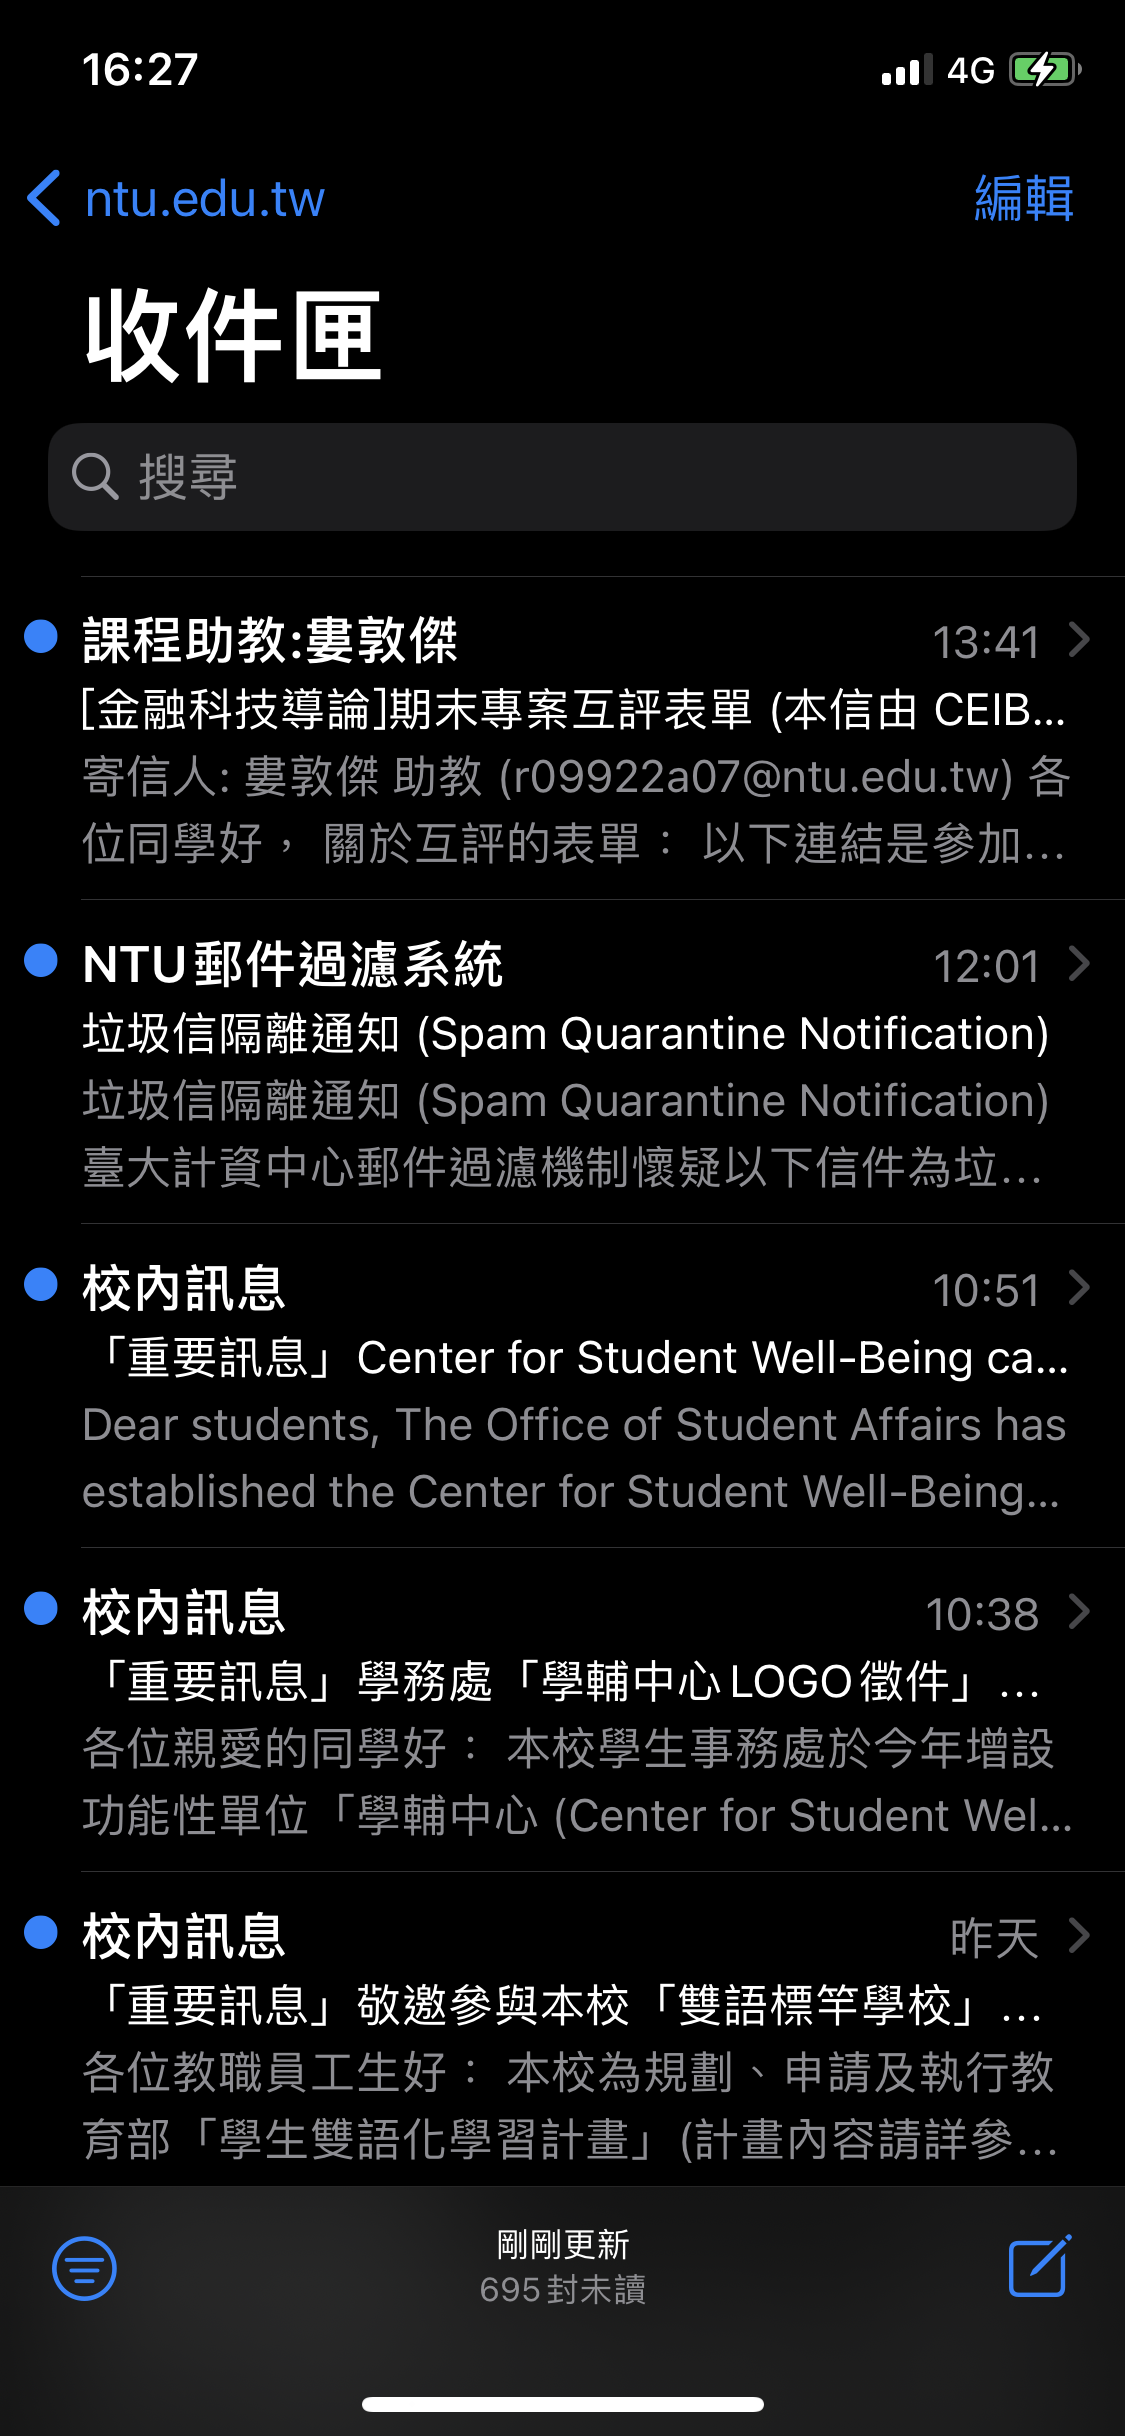 16:27
4G
ntu.edu.tw
編輯
收件匣
搜尋
課程助教:婁敦傑 13:41
[金融科技導論]期末專案互評表單 (本信由 CEIB...
寄信人: 婁敦傑 助教 (r09922a07@ntu.edu.tw) 各
位同學好， 關於互評的表單： 以下連結是參加...
NTU郵件過濾系統 12:01
垃圾信隔離通知 (Spam Quarantine Notification)
垃圾信隔離通知 (Spam Quarantine Notification)
臺大計資中心郵件過濾機制懷疑以下信件為垃...
校內訊息 10:51
「重要訊息」Center for Student Well-Being ca...
Dear students, The Office of Student Affairs has
established the Center for Student Well-Being...
校內訊息 10:38
「重要訊息」學務處「學輔中心LOGO徵件」...
各位親愛的同學好： 本校學生事務處於今年增設
功能性單位「學輔中心 (Center for Student Wel...
校內訊息 昨天
「重要訊息」敬邀參與本校「雙語標竿學校」...
各位教職員工生好： 本校為規劃、申請及執行教
育部「學生雙語化學習計畫」(計畫內容請詳參...
剛剛更新
695封未讀